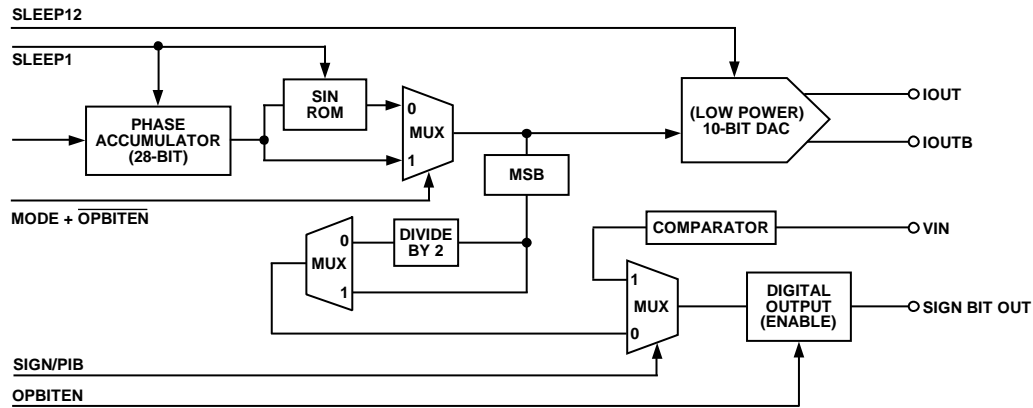 SLEEP12
SLEEP1
SIN
ROM
0
MUX
1
PHASE
ACCUMULATOR
(28-BIT)
(LOW POWER)
10-BIT DAC
IOUT
IOUTB
MSB
MODE + OPBITEN
COMPARATOR
VIN
0
MUX
1
DIVIDE
BY 2
1
MUX
0
DIGITAL
OUTPUT
(ENABLE)
SIGN BIT OUT
SIGN/PIB
OPBITEN